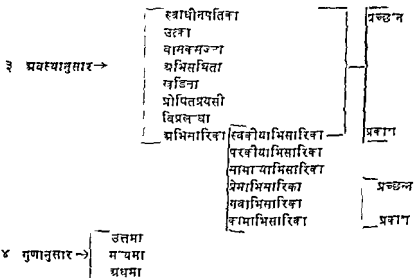 स्वाधीनपतिका प्रच्छन्न
उत्का
वासकसज्जा
३ अवस्थानुसार→ अभिसंधिता
खंडिता
प्रोषितप्रेयसी
विप्रलब्धा
अभिसारिका स्वकीयाभिसारिका प्रकाश
परकीयाभिसारिका
सामान्याभिसारिका
प्रेमाभिसारिका प्रच्छन्न
गर्वाभिसारिका
कामाभिसारिका प्रकाश
उत्तमा
४ गुणानुसार→ मध्यमा
अधमा